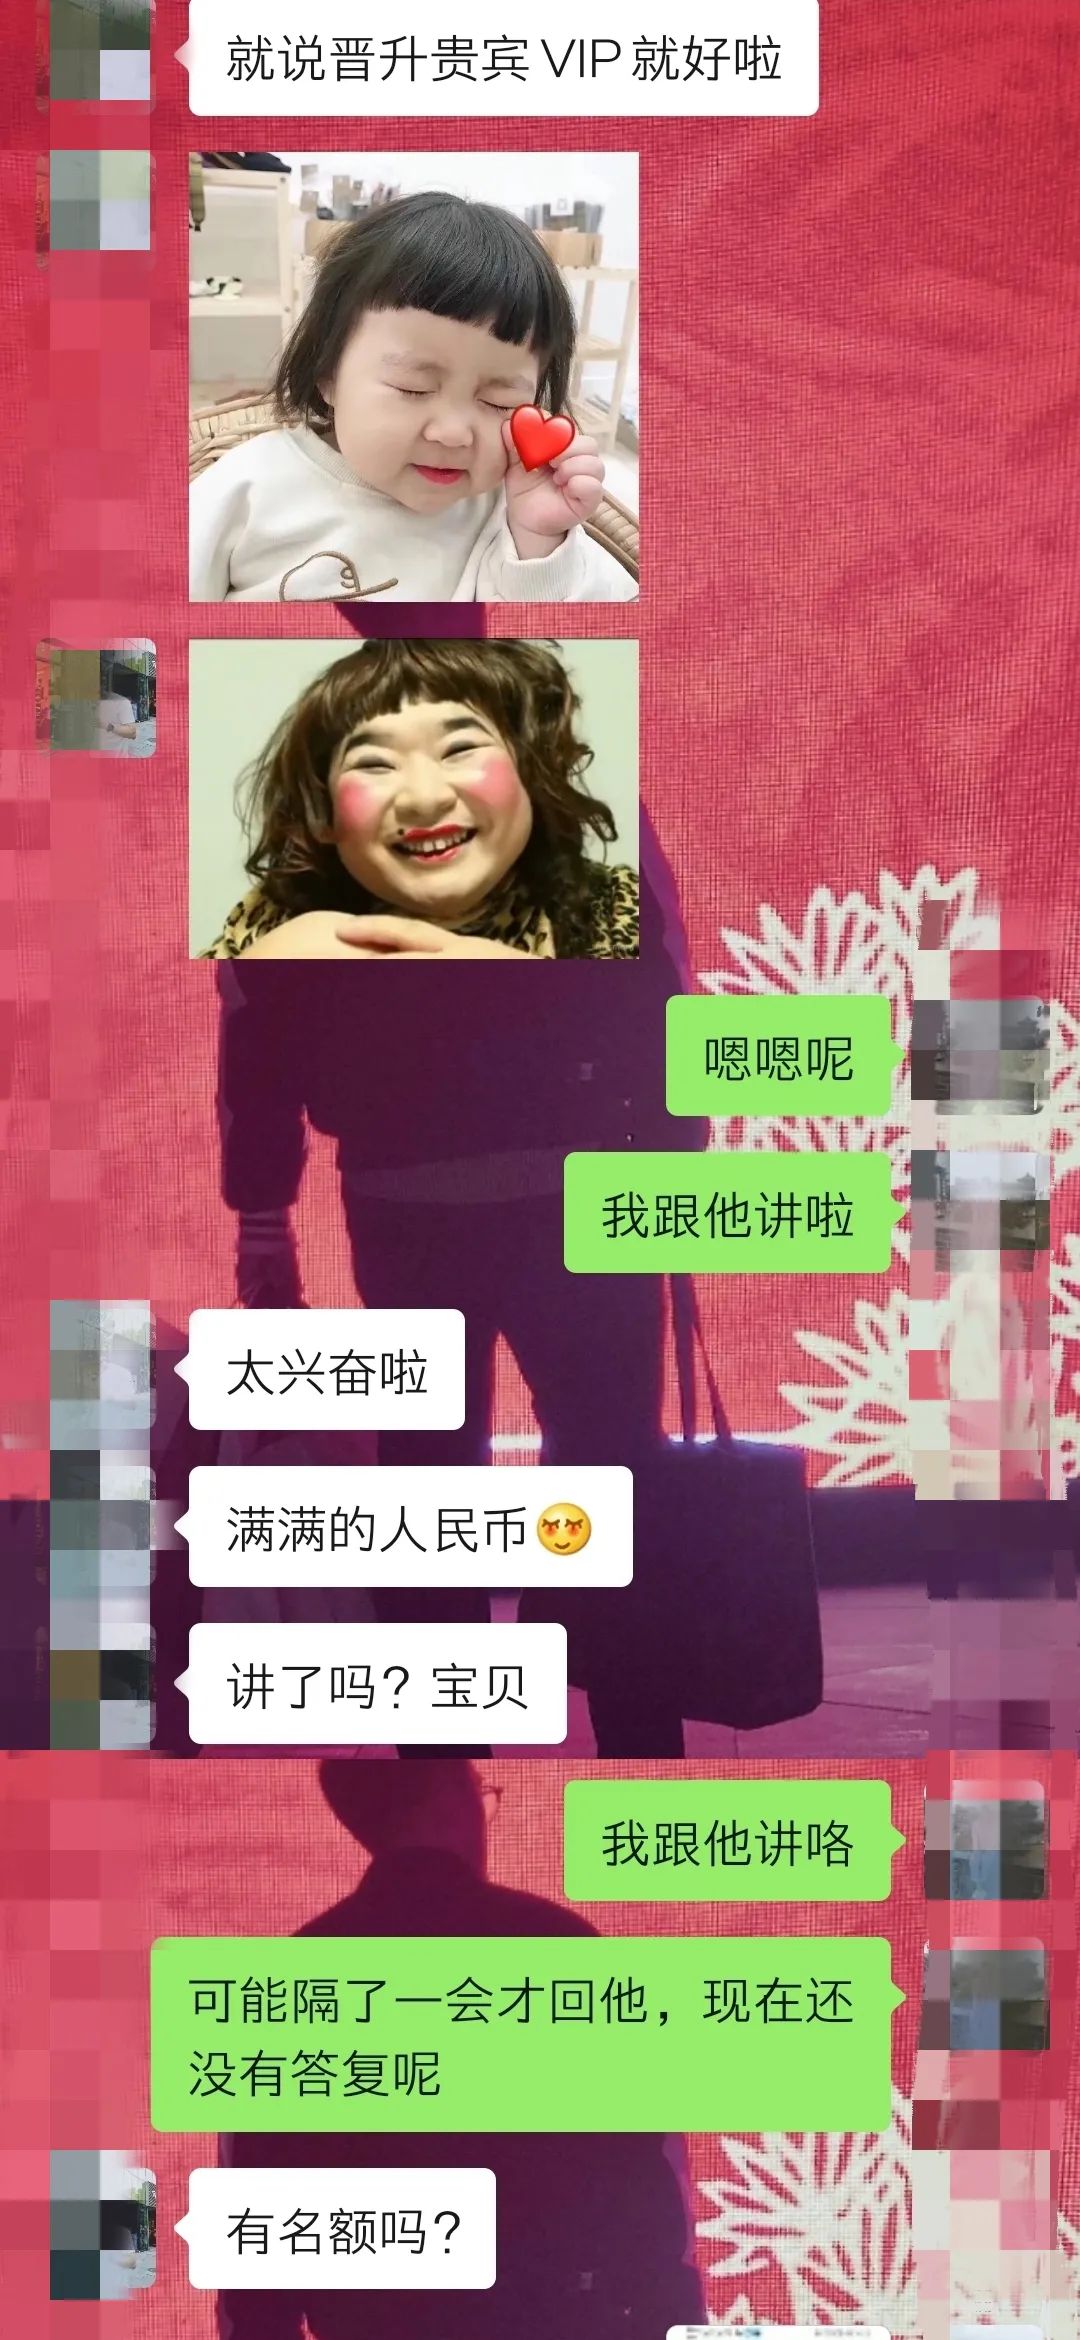 就说晋升贵宾VIP就好啦
嗯嗯呢
我跟他讲啦
太兴奋啦
满满的人民币
讲了吗？宝贝
我跟他讲咯
可能隔了一会才回他，现在还
没有答复呢
有名额吗？